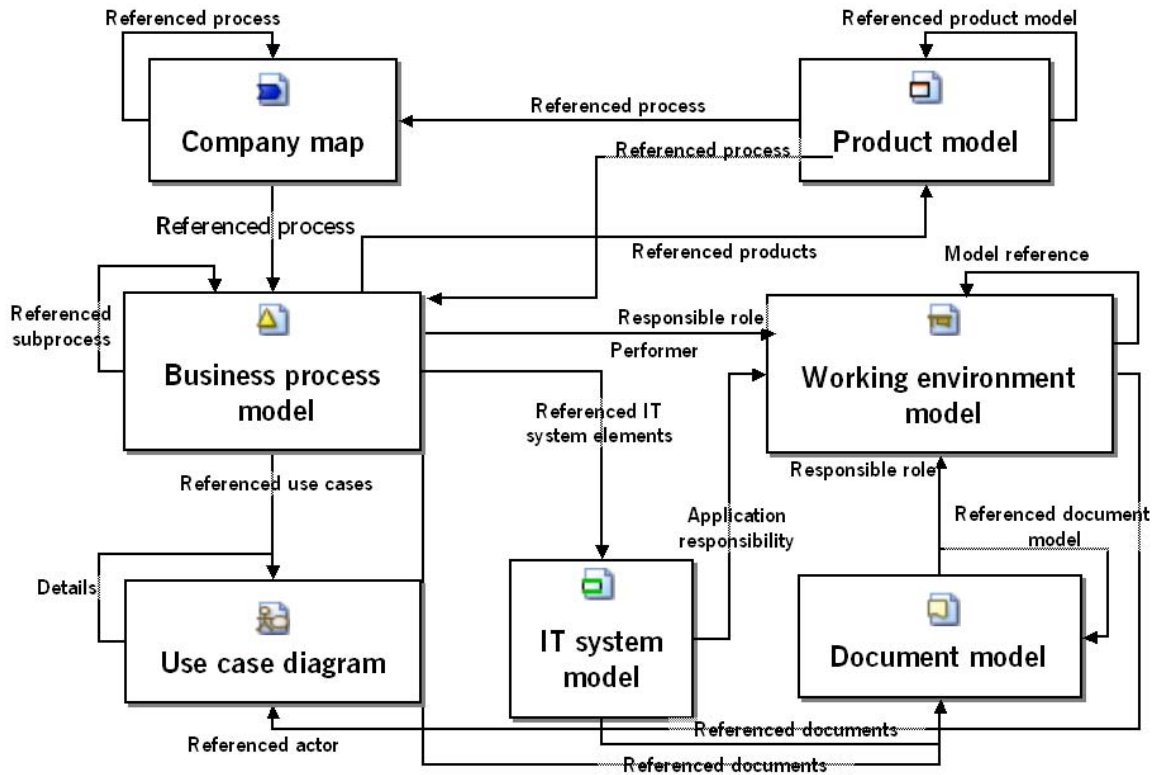 Referenced process
Referenced product model
Company map
Referenced process
Product model
Referenced process
Referenced process
Referenced products
Model reference
Referenced
subprocess
Responsible role
Performer
Business process
model
Working environment
model
Referenced IT
system elements
Referenced use cases
Responsible role
Application
responsibility
Referenced document
model
Details
Use case diagram
IT system
model
Document model
Referenced actor
Referenced documents
Referenced documents